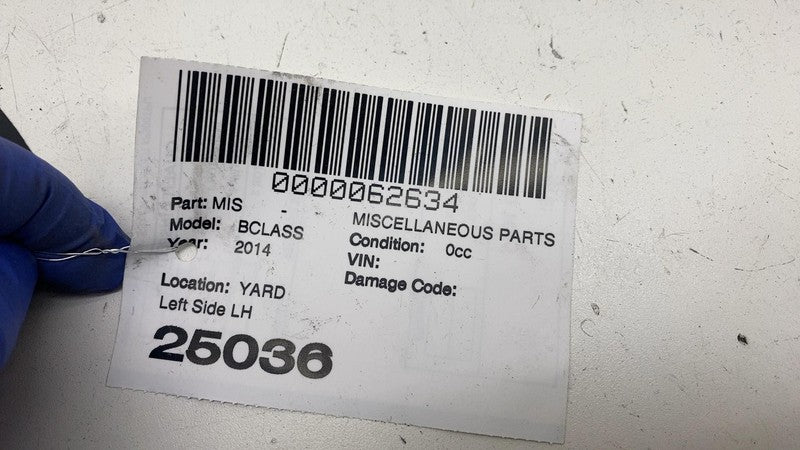 0000062634
Part: MIS - MISCELLANEOUS PARTS
Model: BCLASS Condition: 0cc
Year: 2014 VIN:
Damage Code:
Location: YARD
Left Side LH
25036